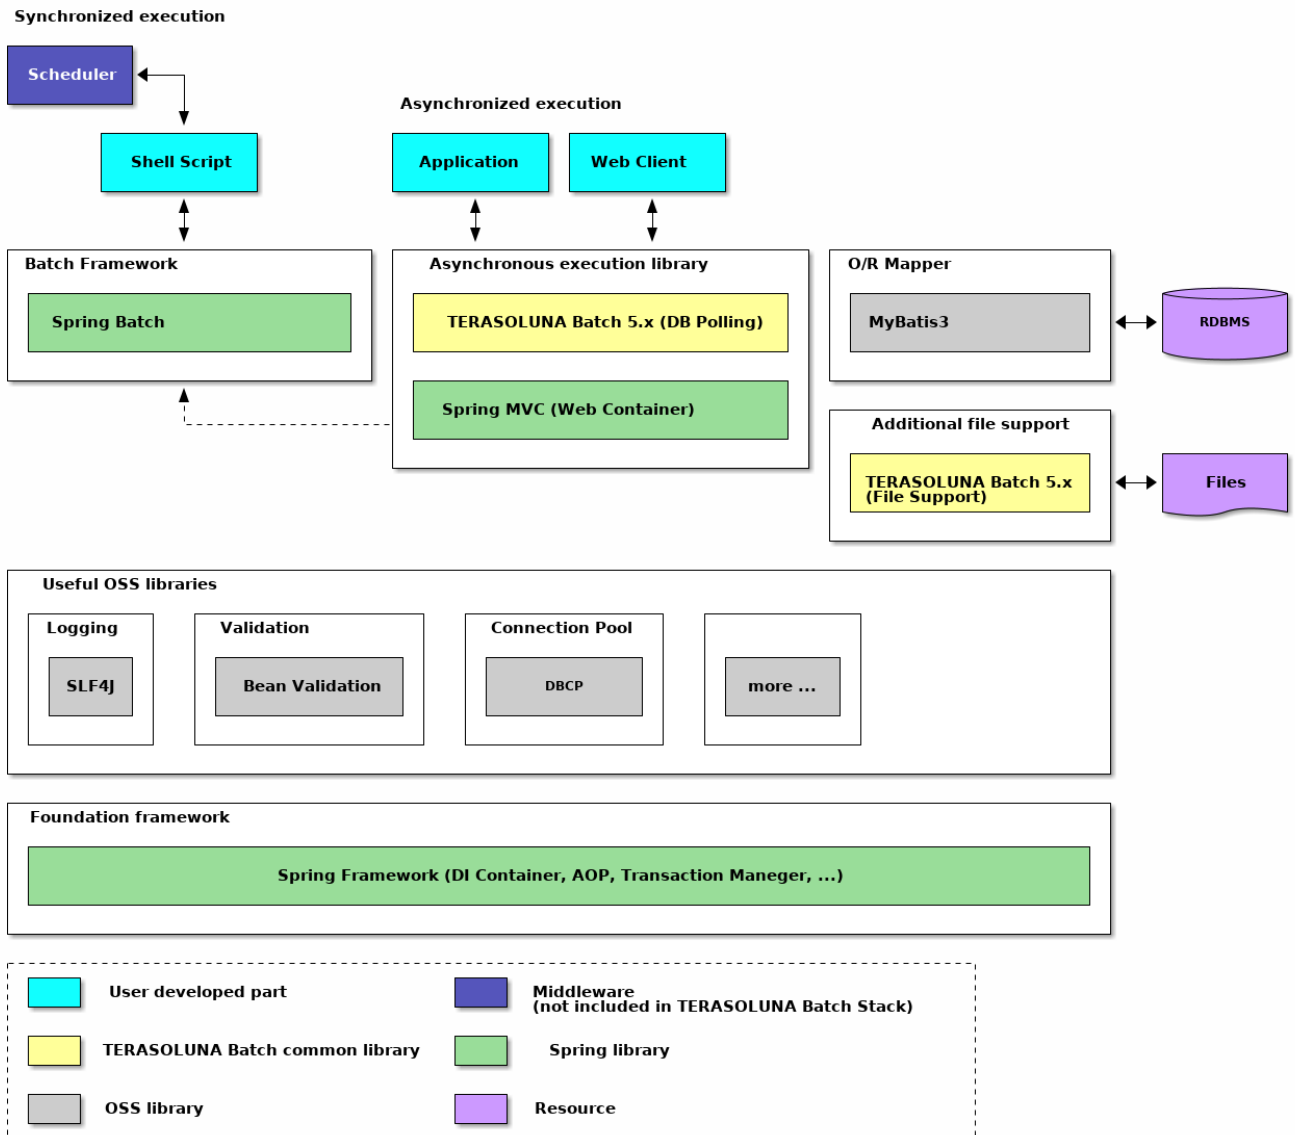 Synchronized execution
Scheduler
Asynchronized execution
Shell Script
Application
Web Client
Batch Framework
Spring Batch
Asynchronous execution library
TERASOLUNA Batch 5.x (DB Polling)
Spring MVC (Web Container)
O/R Mapper
MyBatis3
RDBMS
Additional file support
TERASOLUNA Batch 5.x
(File Support)
Files
Useful OSS libraries
Logging
SLF4J
Validation
Bean Validation
Connection Pool
DBCP
more ...
Foundation framework
Spring Framework (DI Container, AOP, Transaction Maneger, ...)
User developed part
Middleware
(not included in TERASOLUNA Batch Stack)
TERASOLUNA Batch common library
Spring library
OSS library
Resource